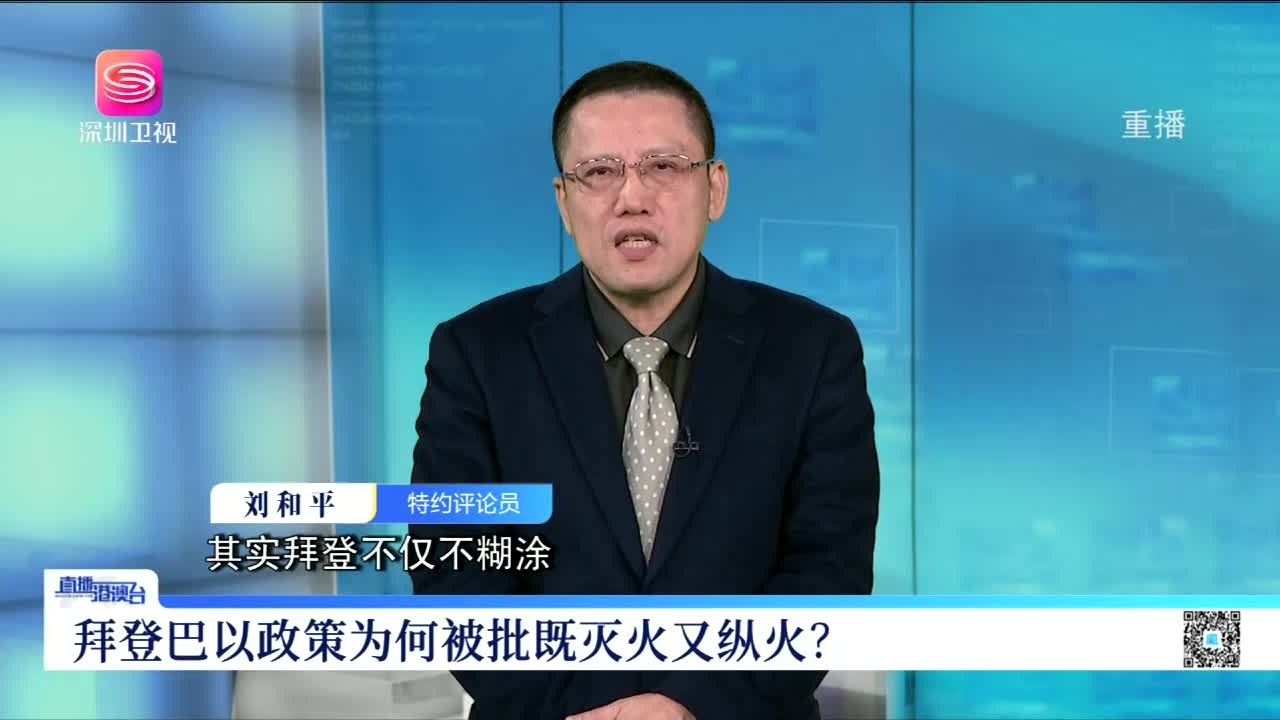 深圳卫视
重播
刘和平
特约评论员
其实拜登不仅不糊涂
直播港澳台
拜登巴以政策为何被批既灭火又纵火?